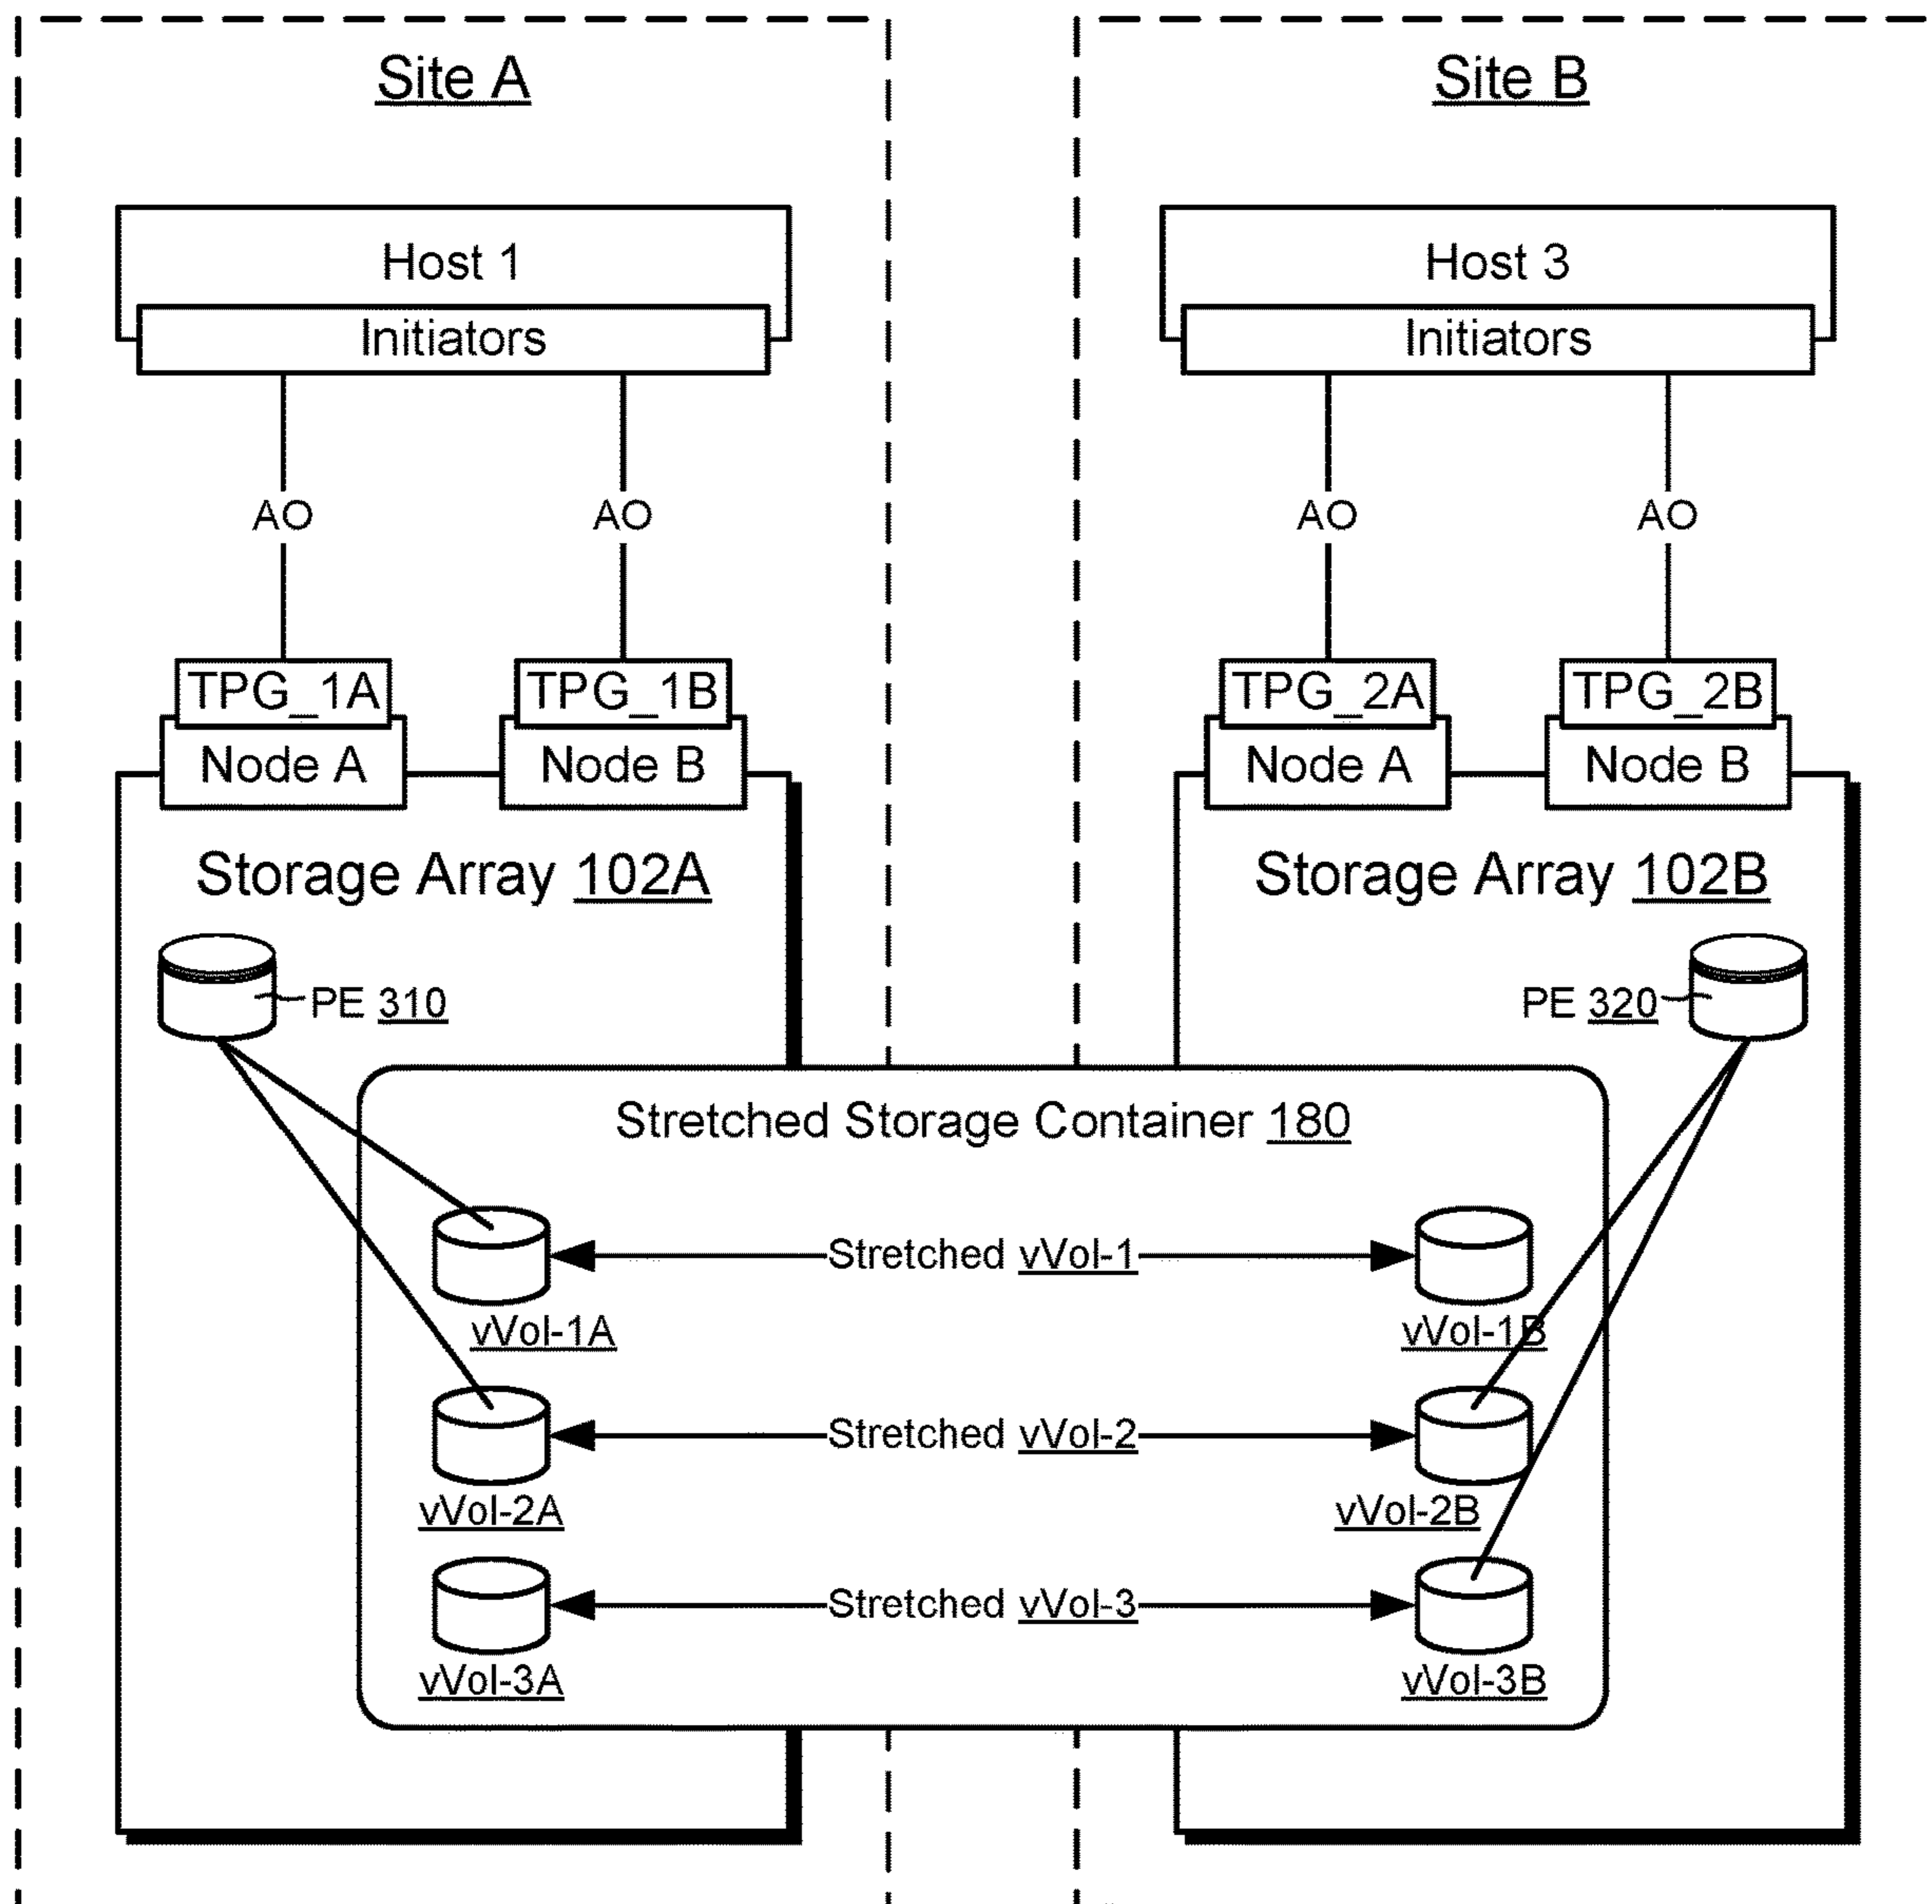 Site A
Site B
Host 1
Initiators
Host 3
Initiators
AO
AO
AO
AO
TPG_1A
TPG_1B
TPG_2A
TPG_2B
Node A
Node B
Node A
Node B
Storage Array 102A
Storage Array 102B
PE 310
PE 320
Stretched Storage Container 180
Stretched vVol-1
vVol-1A
vVol-1B
Stretched vVol-2
vVol-2A
vVol-2B
Stretched vVol-3
vVol-3A
vVol-3B